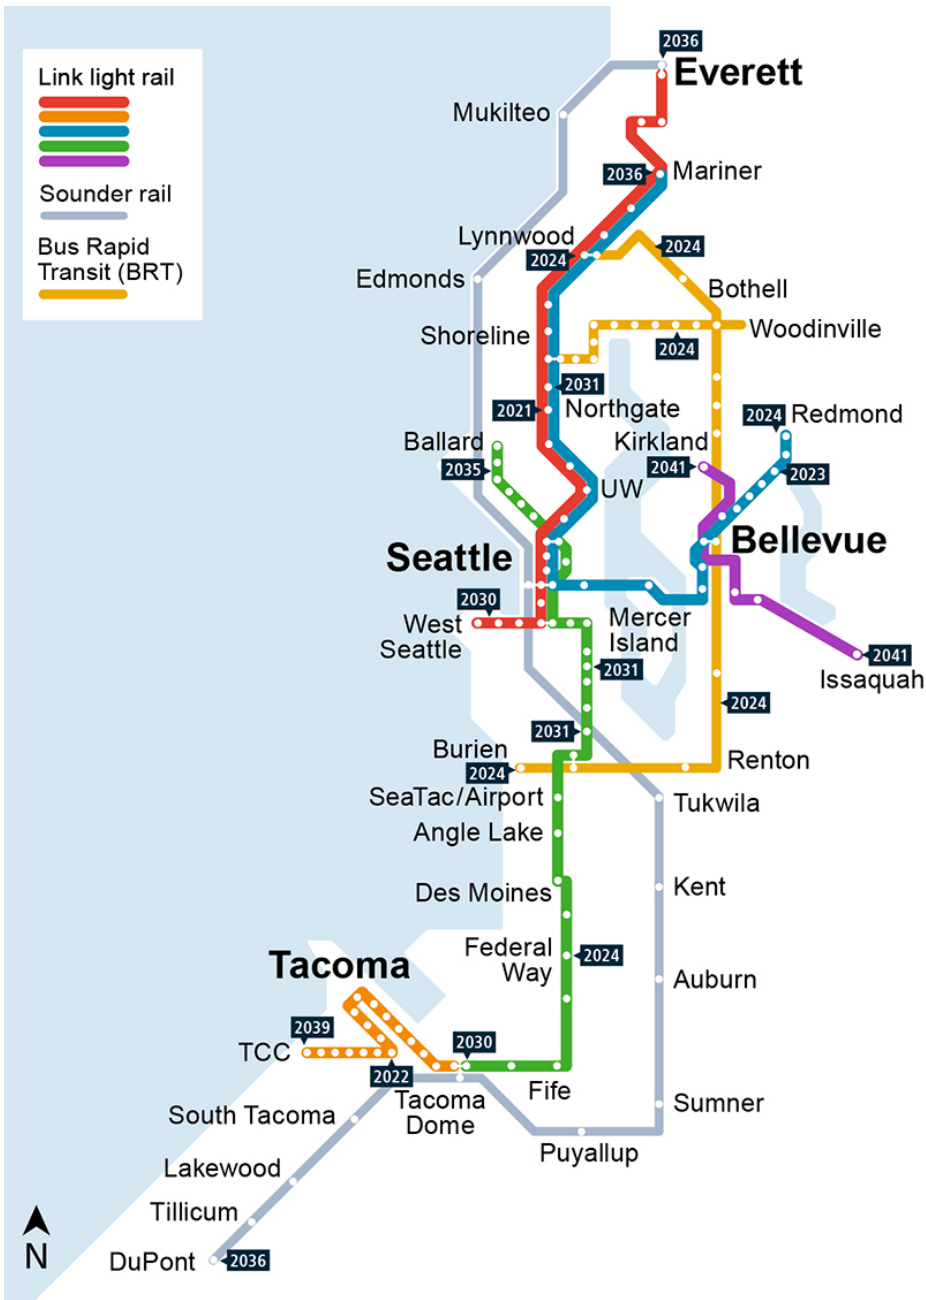 Link light rail
Sounder rail
Bus Rapid
Transit (BRT)
2036
Everett
Mukilteo
2036
Mariner
Lynnwood
2024
2024
Edmonds
Bothell
Shoreline
Woodinville
2024
2031
2021
Northgate
2024
Redmond
Ballard
Kirkland
2035
2041
2023
UW
Seattle
Bellevue
2030
West
Seattle
Mercer
Island
2041
Issaquah
2031
2024
2031
Burien
2024
Renton
SeaTac/Airport
Tukwila
Angle Lake
Des Moines
Kent
Federal
Way
2024
Tacoma
Auburn
2039
TCC
2030
2022
Tacoma
Dome
Fife
South Tacoma
Sumner
Puyallup
Lakewood
Tillicum
DuPont
2036
N